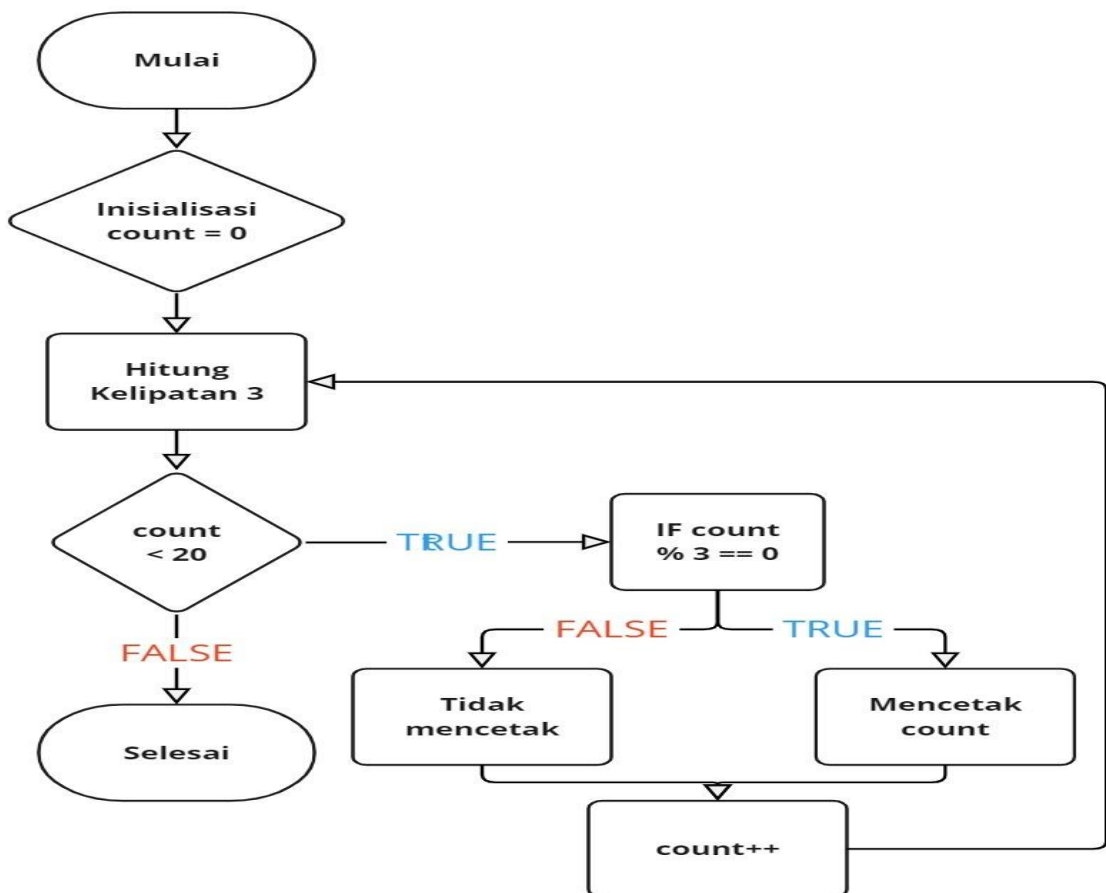 Mulai
Inisialisasi
count = 0
Hitung
Kelipatan 3
count
< 20
TRUE
IF count
% 3 == 0
FALSE
TRUE
FALSE
Tidak
mencetak
Mencetak
count
Selesai
count++